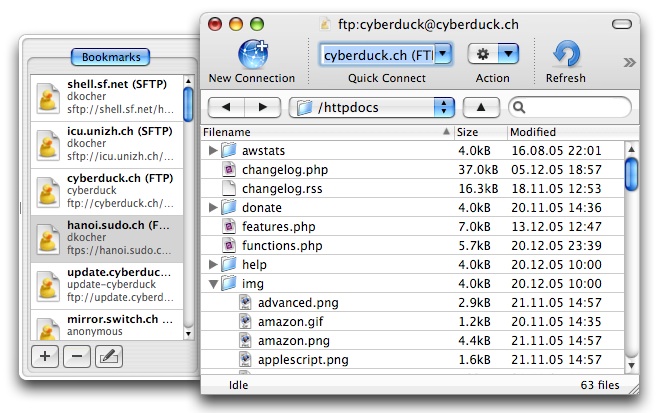 ftp:cyberduck@cyberduck.ch
New Connection
cyberduck.ch (FTI
Quick Connect
Action
Refresh
/httpdocs
Bookmarks
shell.sf.net (SFTP)
dkocher
sftp://shell.sf.net/h...
icu.unizh.ch (SFTP)
dkocher
sftp://icu.unizh.ch/...
cyberduck.ch (FTP)
cyberduck
ftp://cyberduck.ch/...
hanoi.sudo.ch (F...
dkocher
ftps://hanoi.sudo.c...
update.cyberduc...
update-cyberduck
ftp://update.cyberd...
mirror.switch.ch ...
anonymous
Filename Size Modified
awstats 4.0kB 16.08.05 22:01
changelog.php 37.0kB 05.12.05 18:57
changelog.rss 16.3kB 18.11.05 12:53
donate 4.0kB 20.11.05 14:36
features.php 7.0kB 13.12.05 12:47
functions.php 5.7kB 20.12.05 23:39
help 4.0kB 20.12.05 10:00
img 4.0kB 20.12.05 10:00
advanced.png 2.9kB 21.11.05 14:57
amazon.gif 1.2kB 20.11.05 14:35
amazon.png 4.4kB 21.11.05 14:57
applescript.png 1.6kB 21.11.05 14:57
Idle 63 files